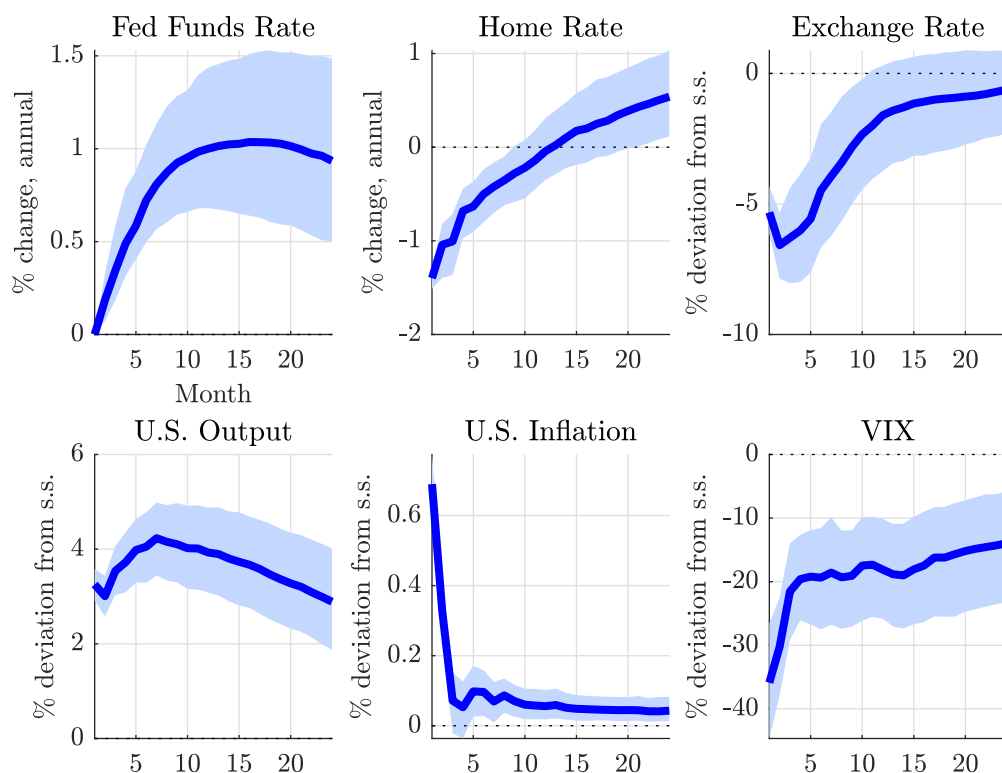 Fed Funds Rate
Home Rate
Exchange Rate
% change, annual
1.5
1
0.5
0
5 10 15 20
Month
% change, annual
1
0
-1
-2
5 10 15 20
% deviation from s.s.
0
-5
-10
5 10 15 20
U.S. Output
U.S. Inflation
VIX
% deviation from s.s.
6
4
2
0
5 10 15 20
% deviation from s.s.
0.6
0.4
0.2
0
5 10 15 20
% deviation from s.s.
0
-10
-20
-30
-40
5 10 15 20